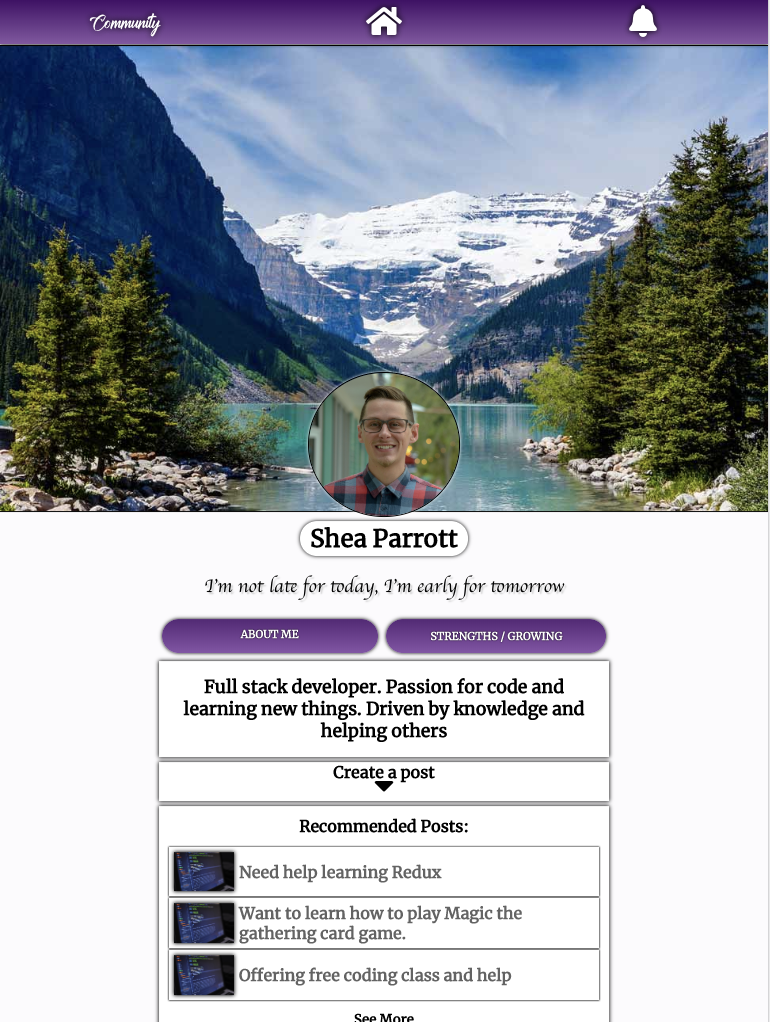 Community
Shea Parrott
I'm not late for today, I'm early for tomorrow
ABOUT ME
STRENGTHS / GROWING
Full stack developer. Passion for code and
learning new things. Driven by knowledge and
helping others
Create a post
Recommended Posts:
Need help learning Redux
Want to learn how to play Magic the
gathering card game.
Offering free coding class and help
See More